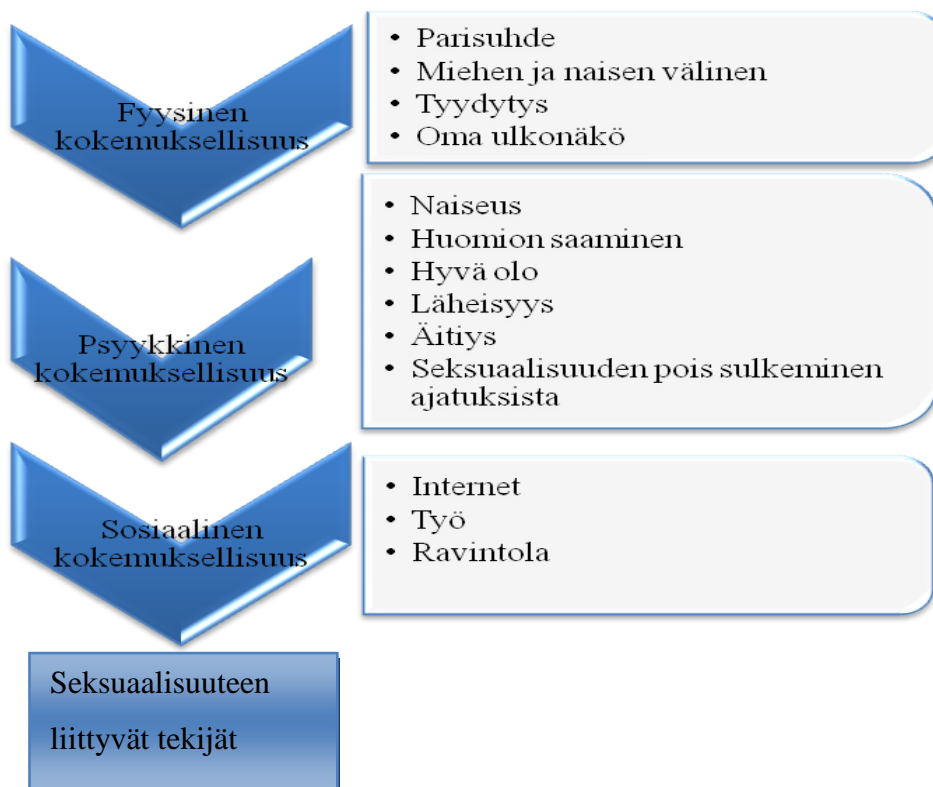 Fyysinen
kokemuksellisuus
• Parisuhde
• Miehen ja naisen välinen
• Tyydytys
• Oma ulkonäkö
Psyykkinen
kokemuksellisuus
• Naiseus
• Huomion saaminen
• Hyvä olo
• Läheisyys
• Äitiys
• Seksuaalisuuden pois sulkeminen
ajatuksista
Sosiaalinen
kokemuksellisuus
• Internet
• Työ
• Ravintola
Seksuaalisuuteen
liittyvät tekijät